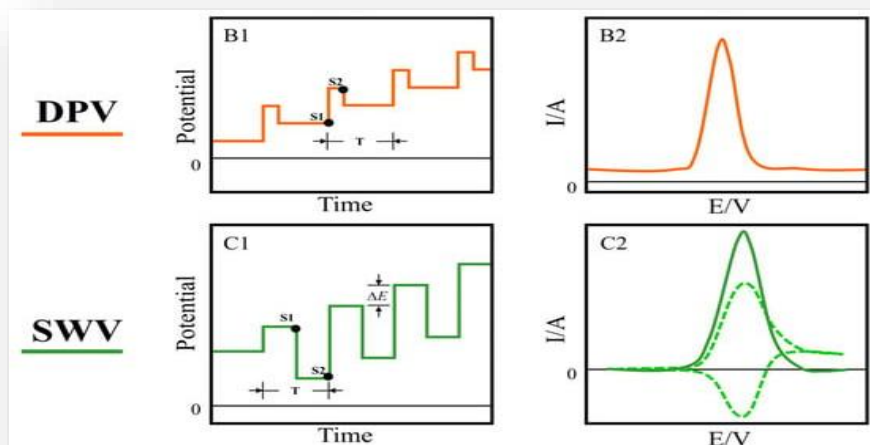 DPV
B1
Potential
S1
S2
T
0
Time
B2
I/A
0
E/V
SWV
C1
Potential
S1
S2
T
ΔE
0
Time
C2
I/A
0
E/V